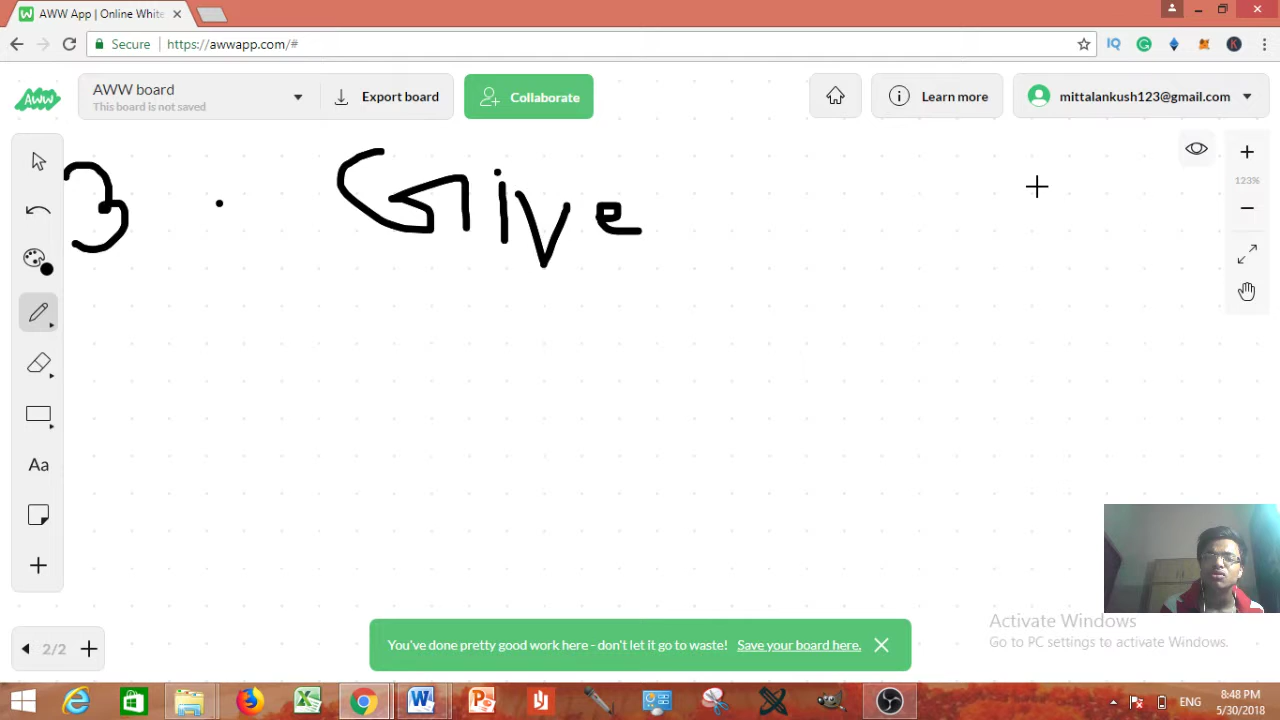 AWW App | Online White
Secure https://awwapp.com/#
AWW board
This board is not saved
Export board
Collaborate
Learn more
mittalankush123@gmail.com
3 . Give
123%
Aa
2/2
You've done pretty good work here - don't let it go to waste! Save your board here.
Activate Windows
Go to PC settings to activate Windows.
ENG
8:48 PM
5/30/2018